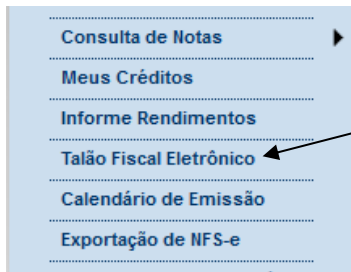 Consulta de Notas
Meus Créditos
Informe Rendimentos
Talão Fiscal Eletrônico
Calendário de Emissão
Exportação de NFS-e